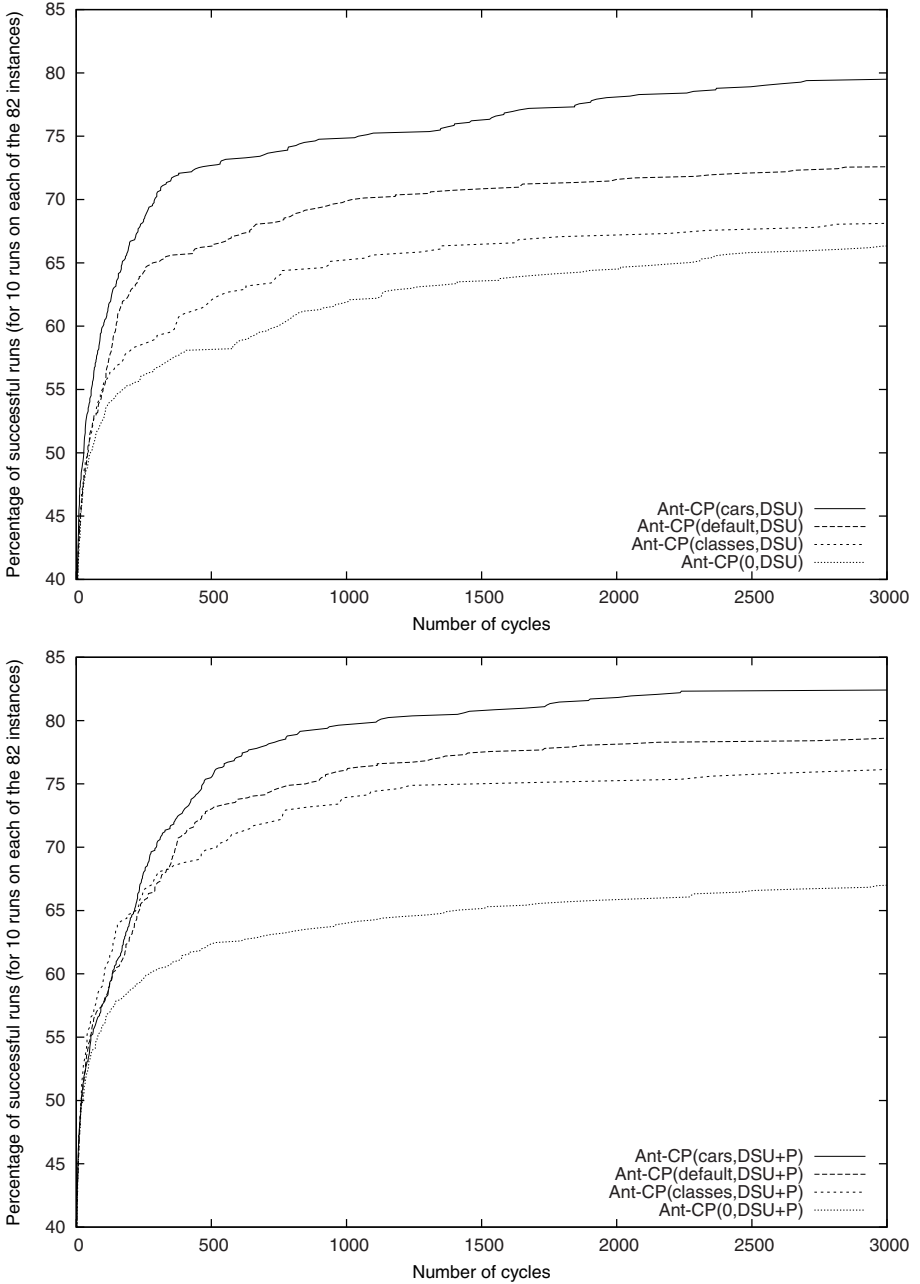 85
80
75
70
65
60
55
50
45
40
Percentage of successful runs (for 10 runs on each of the 82 instances)
Ant-CP(cars,DSU)
Ant-CP(default,DSU)
Ant-CP(classes,DSU)
Ant-CP(0,DSU)
0 500 1000 1500 2000 2500 3000
Number of cycles
85
80
75
70
65
60
55
50
45
40
Percentage of successful runs (for 10 runs on each of the 82 instances)
Ant-CP(cars,DSU+P)
Ant-CP(default,DSU+P)
Ant-CP(classes,DSU+P)
Ant-CP(0,DSU+P)
0 500 1000 1500 2000 2500 3000
Number of cycles